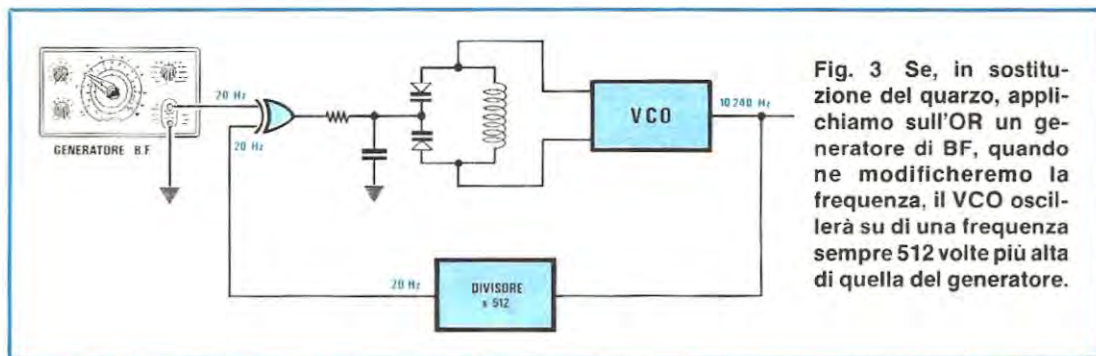 20 Hz
20 Hz
GENERATORE B.F.
VCO
10240 Hz
20 Hz
DIVISORE
x 512
Fig. 3 Se, in sostitu-
zione del quarzo, appli-
chiamo sull'OR un ge-
neratore di BF, quando
ne modificheremo la
frequenza, il VCO oscil-
lerà su di una frequenza
sempre 512 volte più alta
di quella del generatore.